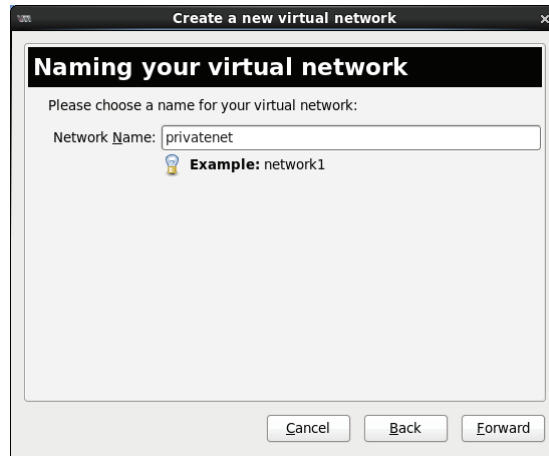 Create a new virtual network
Naming your virtual network
Please choose a name for your virtual network:
Network Name: privatenet
Example: network1
Cancel Back Forward